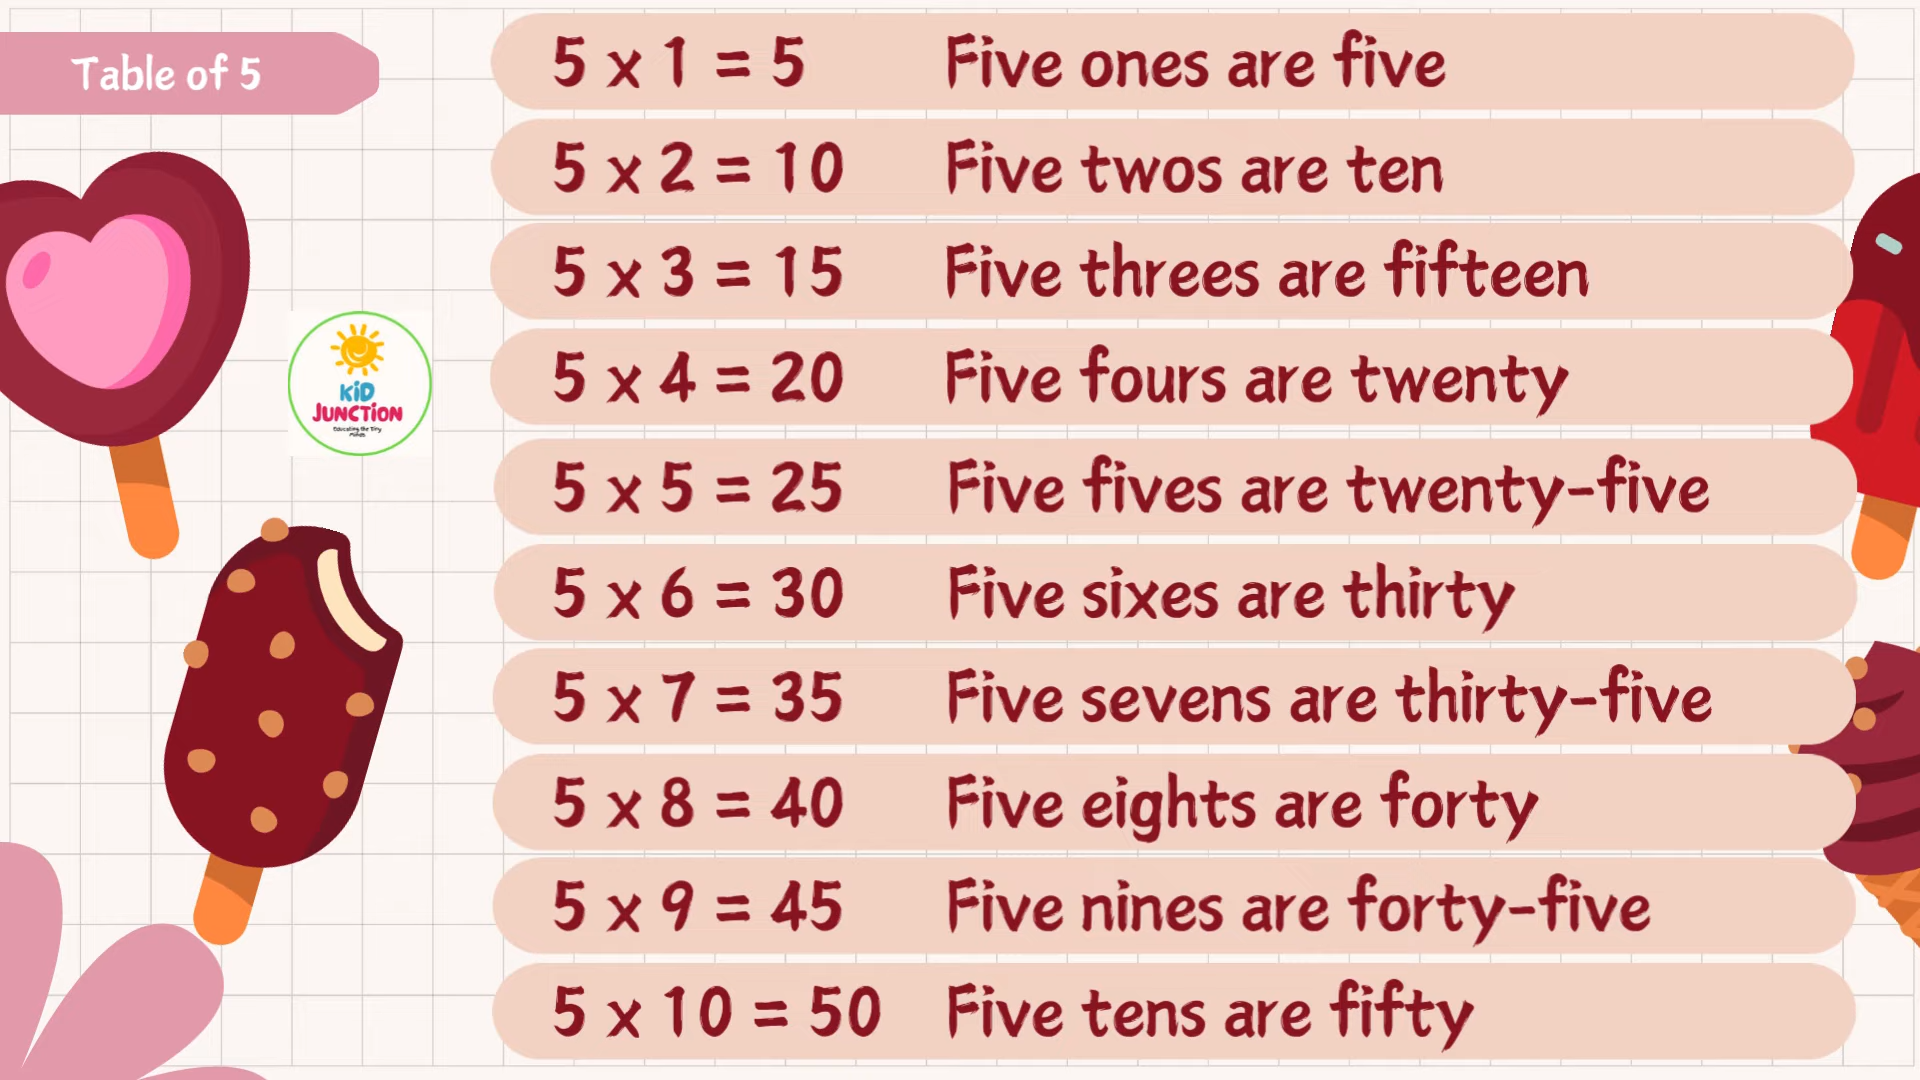 Table of 5
5 x 1 = 5 Five ones are five
5 x 2 = 10 Five twos are ten
5 x 3 = 15 Five threes are fifteen
5 x 4 = 20 Five fours are twenty
5 x 5 = 25 Five fives are twenty-five
5 x 6 = 30 Five sixes are thirty
5 x 7 = 35 Five sevens are thirty-five
5 x 8 = 40 Five eights are forty
5 x 9 = 45 Five nines are forty-five
5 x 10 = 50 Five tens are fifty
KiD
JUNCTiON
Educating the Tiny
Minds